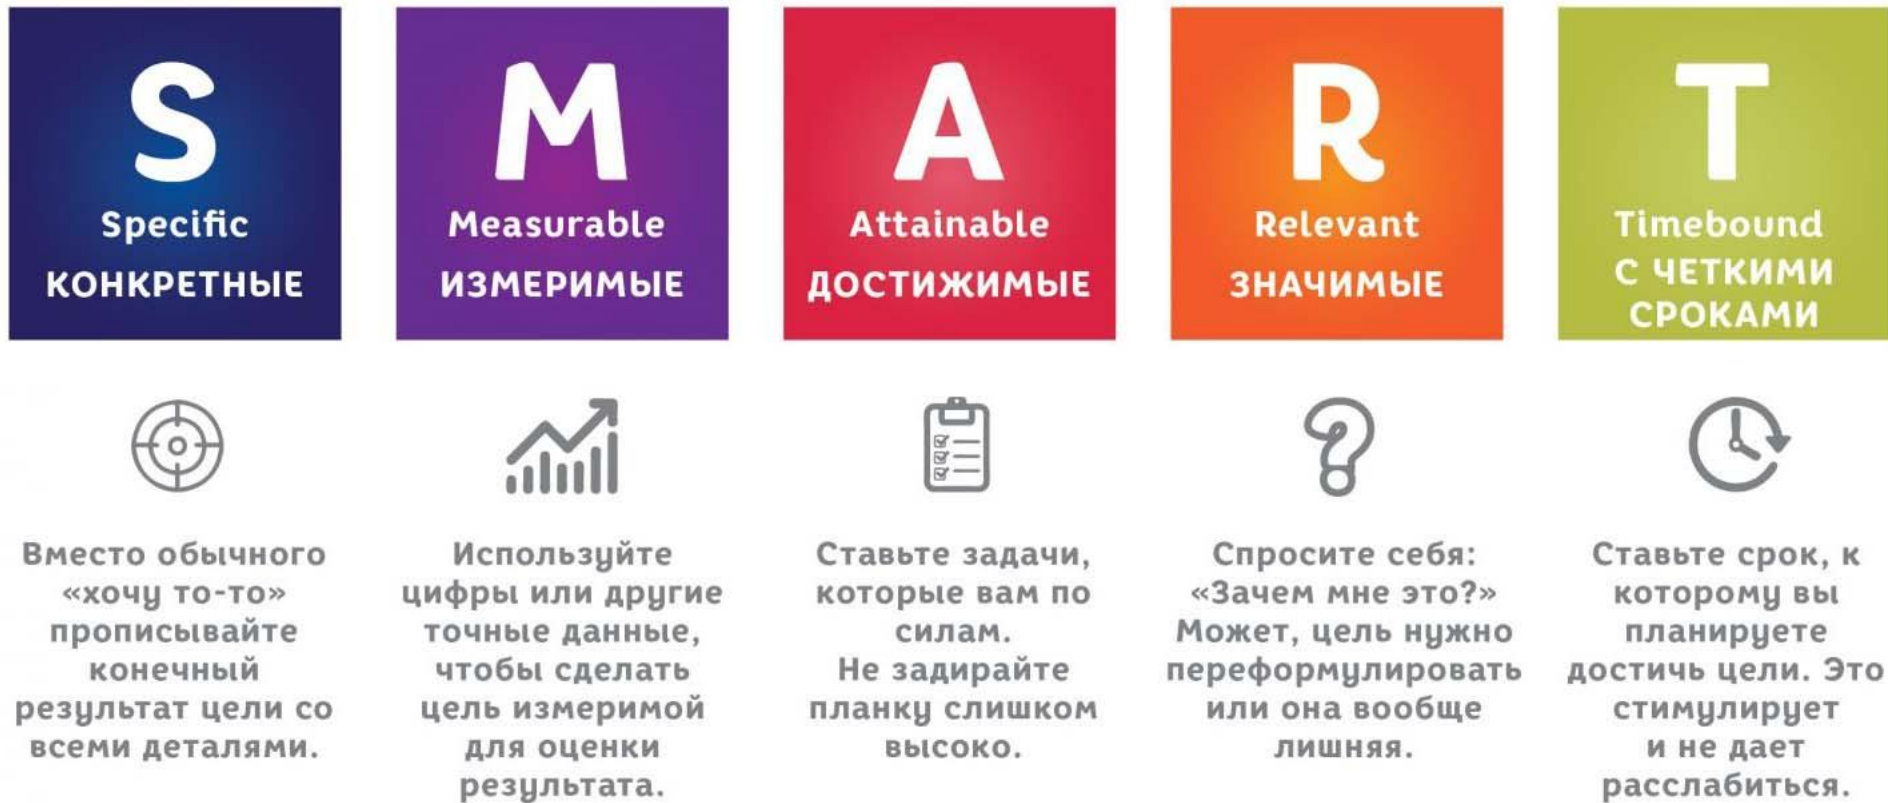 S
Specific
КОНКРЕТНЫЕ
Вместо обычного
«хочу то-то»
прописывайте
конечный
результат цели со
всеми деталями.
M
Measurable
ИЗМЕРИМЫЕ
Используйте
цифры или другие
точные данные,
чтобы сделать
цель измеримой
для оценки
результата.
A
Attainable
ДОСТИЖИМЫЕ
Ставьте задачи,
которые вам по
силам.
Не задирайте
планку слишком
высоко.
R
Relevant
ЗНАЧИМЫЕ
Спросите себя:
«Зачем мне это?»
Может, цель нужно
переформулировать
или она вообще
лишняя.
T
Timebound
С ЧЕТКИМИ
СРОКАМИ
Ставьте срок, к
которому вы
планируете
достичь цели. Это
стимулирует
и не дает
расслабиться.